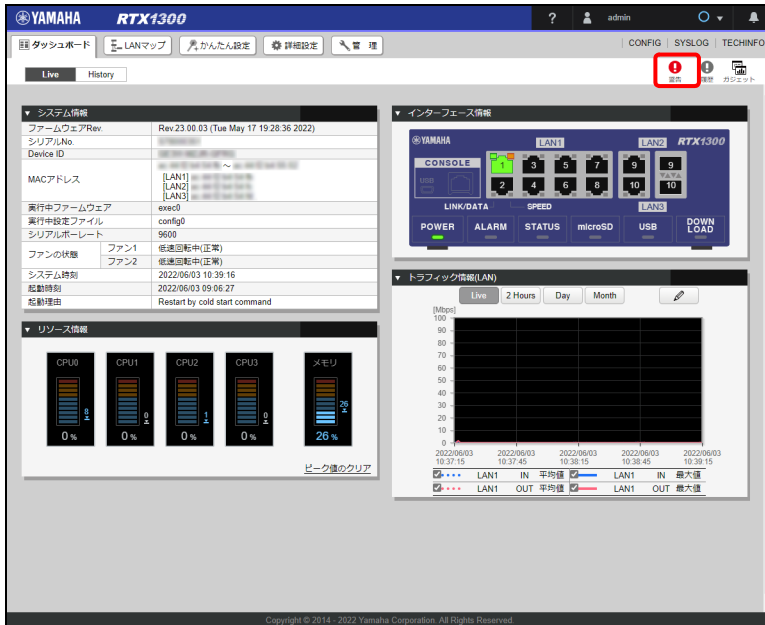 YAMAHA RTX1300 ? admin
ダッシュボード LANマップ かんたん設定 詳細設定 管 理 CONFIG SYSLOG TECHINFO
Live History 警告 履歴 ガジェット
▼ システム情報
ファームウェアRev. Rev.23.00.03 (Tue May 17 19:28:36 2022)
シリアルNo.
Device ID
MACアドレス ～
[LAN1]
[LAN2]
[LAN3]
実行中ファームウェア exec0
実行中設定ファイル config0
シリアルボーレート 9600
ファンの状態 ファン1 低速回転中(正常)
ファン2 低速回転中(正常)
システム時刻 2022/06/03 10:39:16
起動時刻 2022/06/03 09:06:27
起動理由 Restart by cold start command
▼ リソース情報
CPU0 CPU1 CPU2 CPU3 メモリ
8 0 1 0 26
0 % 0 % 0 % 0 % 26 %
ピーク値のクリア
▼ インターフェース情報
YAMAHA LAN1 LAN2 RTX1300
CONSOLE 1 3 5 7 9 9
USB 2 4 6 8 10 10
LINK/DATA SPEED LAN3
POWER ALARM STATUS microSD USB DOWN LOAD
▼ トラフィック情報(LAN)
Live 2 Hours Day Month
[Mbps]
100
90
80
70
60
50
40
30
20
10
0
2022/06/03 2022/06/03 2022/06/03 2022/06/03 2022/06/03
10:37:15 10:37:45 10:38:15 10:38:45 10:39:15
LAN1 IN 平均値 LAN1 IN 最大値
LAN1 OUT 平均値 LAN1 OUT 最大値
Copyright © 2014 - 2022 Yamaha Corporation. All Rights Reserved.